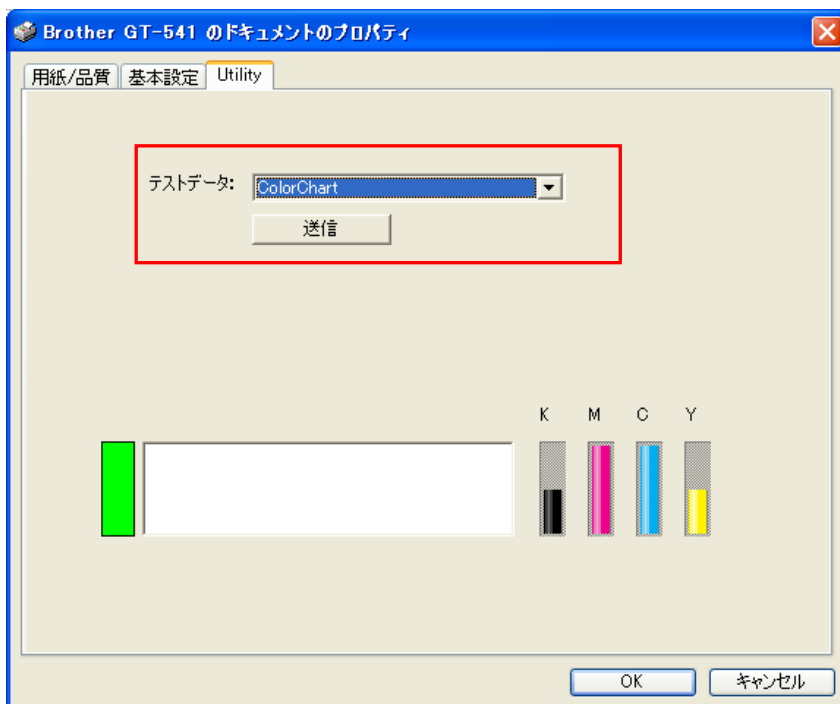 Brother GT-541 のドキュメントのプロパティ
用紙/品質 基本設定 Utility
テストデータ: ColorChart
送信
K M C Y
OK キャンセル